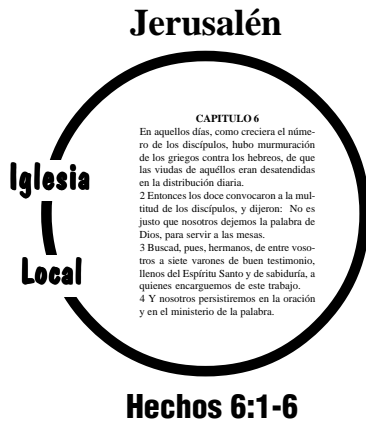 Jerusalén
CAPITULO 6
En aquellos días, como creciera el núme-
ro de los discípulos, hubo murmuración
de los griegos contra los hebreos, de que
las viudas de aquéllos eran desatendidas
en la distribución diaria.
2 Entonces los doce convocaron a la mul-
titud de los discípulos, y dijeron: No es
justo que nosotros dejemos la palabra de
Dios, para servir a las mesas.
3 Buscad, pues, hermanos, de entre voso-
tros a siete varones de buen testimonio,
llenos del Espíritu Santo y de sabiduría, a
quienes encarguemos de este trabajo.
4 Y nosotros persistiremos en la oración
y en el ministerio de la palabra.
Iglesia
Local
Hechos 6:1-6